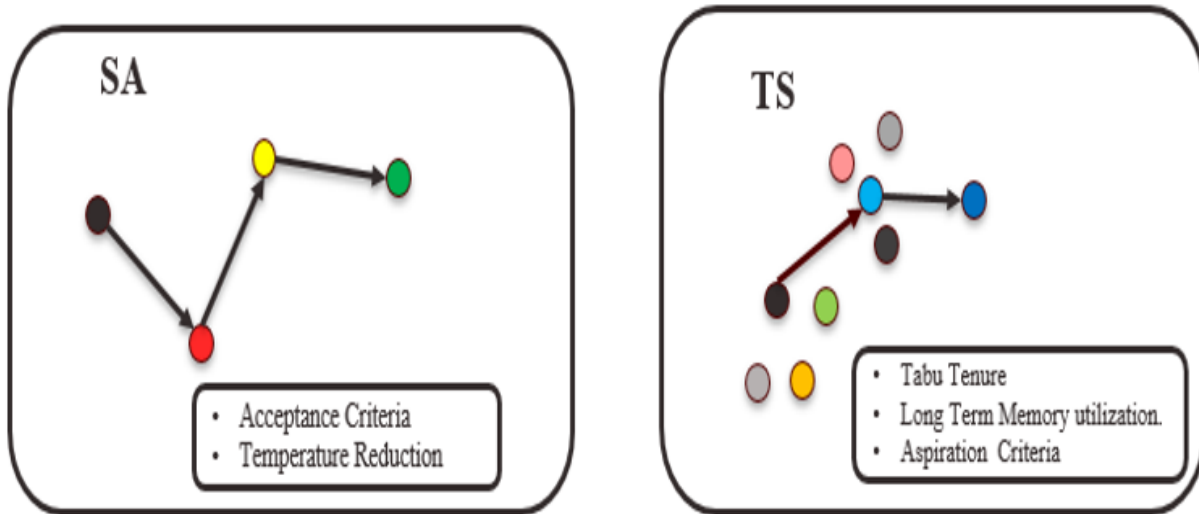 SA
• Acceptance Criteria
• Temperature Reduction
TS
• Tabu Tenure
• Long Term Memory utilization.
• Aspiration Criteria